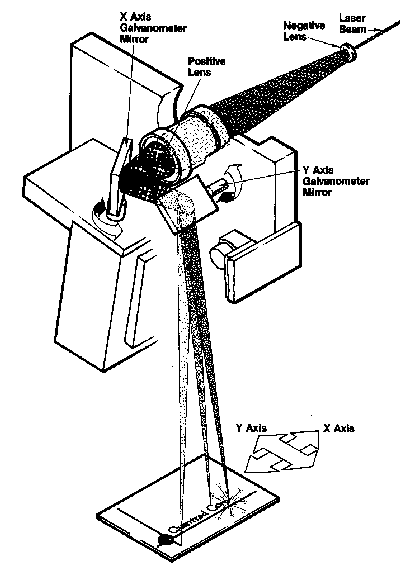 X Axis
Galvanometer
Mirror
Negative
Lens
Laser
Beam
Positive
Lens
Y Axis
Galvanometer
Mirror
Y Axis
X Axis